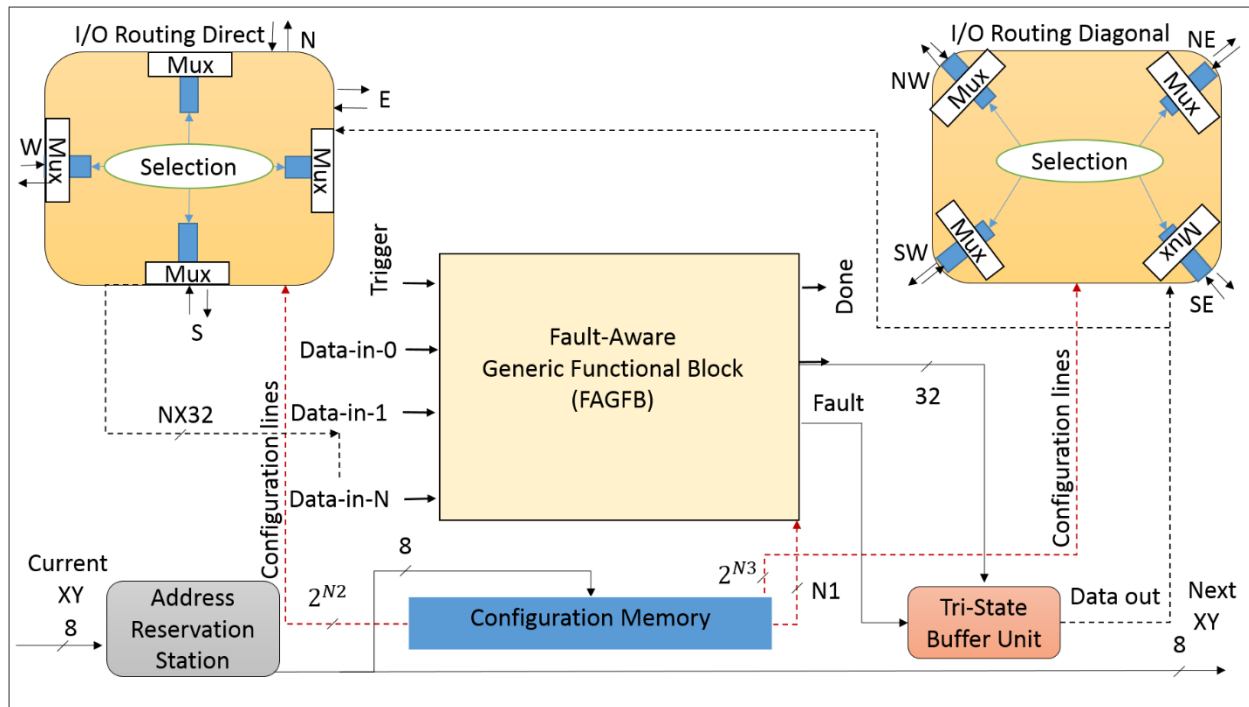 I/O Routing Direct
N
Mux
E
W
Mux
Selection
Mux
Mux
S
I/O Routing Diagonal
NE
NW
Mux
Mux
Selection
SW
Mux
Mux
SE
Trigger
Done
Data-in-0
Fault-Aware
Generic Functional Block
(FAGFB)
32
Fault
Data-in-1
NX32
Data-in-N
Configuration lines
Configuration lines
Current
XY
8
Address
Reservation
Station
2^{N2}
8
Configuration Memory
2^{N3}
N1
Tri-State
Buffer Unit
Data out
Next
XY
8